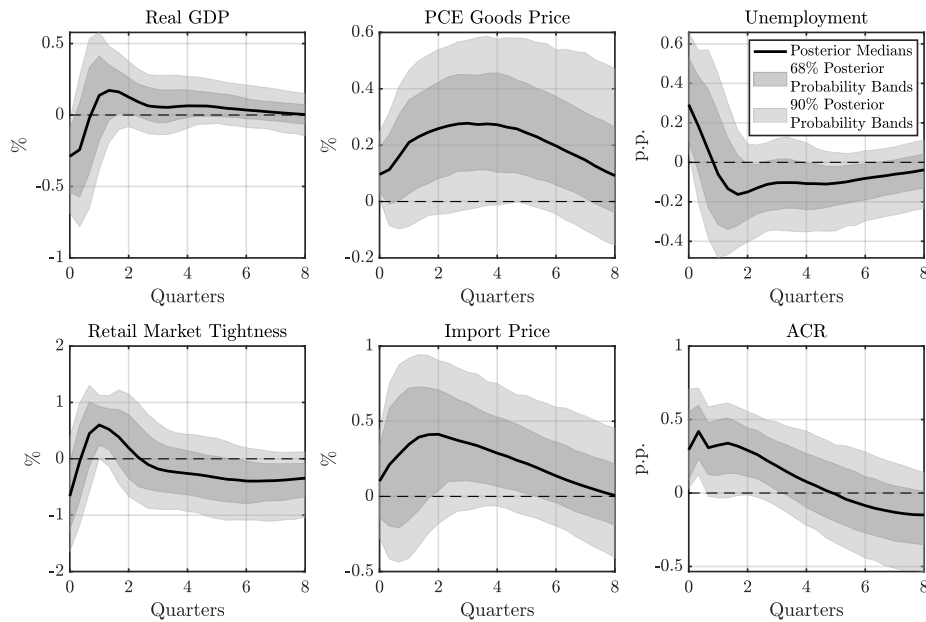 Real GDP
0.5
0
-0.5
-1
%
0 2 4 6 8
Quarters
PCE Goods Price
0.6
0.4
0.2
0
0.2
%
0 2 4 6 8
Quarters
Unemployment
0.6
0.4
0.2
0
-0.2
-0.4
p.p.
Posterior Medians
68% Posterior
Probability Bands
90% Posterior
Probability Bands
0 2 4 6 8
Quarters
Retail Market Tightness
2
1
0
-1
-2
%
0 2 4 6 8
Quarters
Import Price
1
0.5
0
-0.5
%
0 2 4 6 8
Quarters
ACR
1
0.5
0
-0.5
p.p.
0 2 4 6 8
Quarters